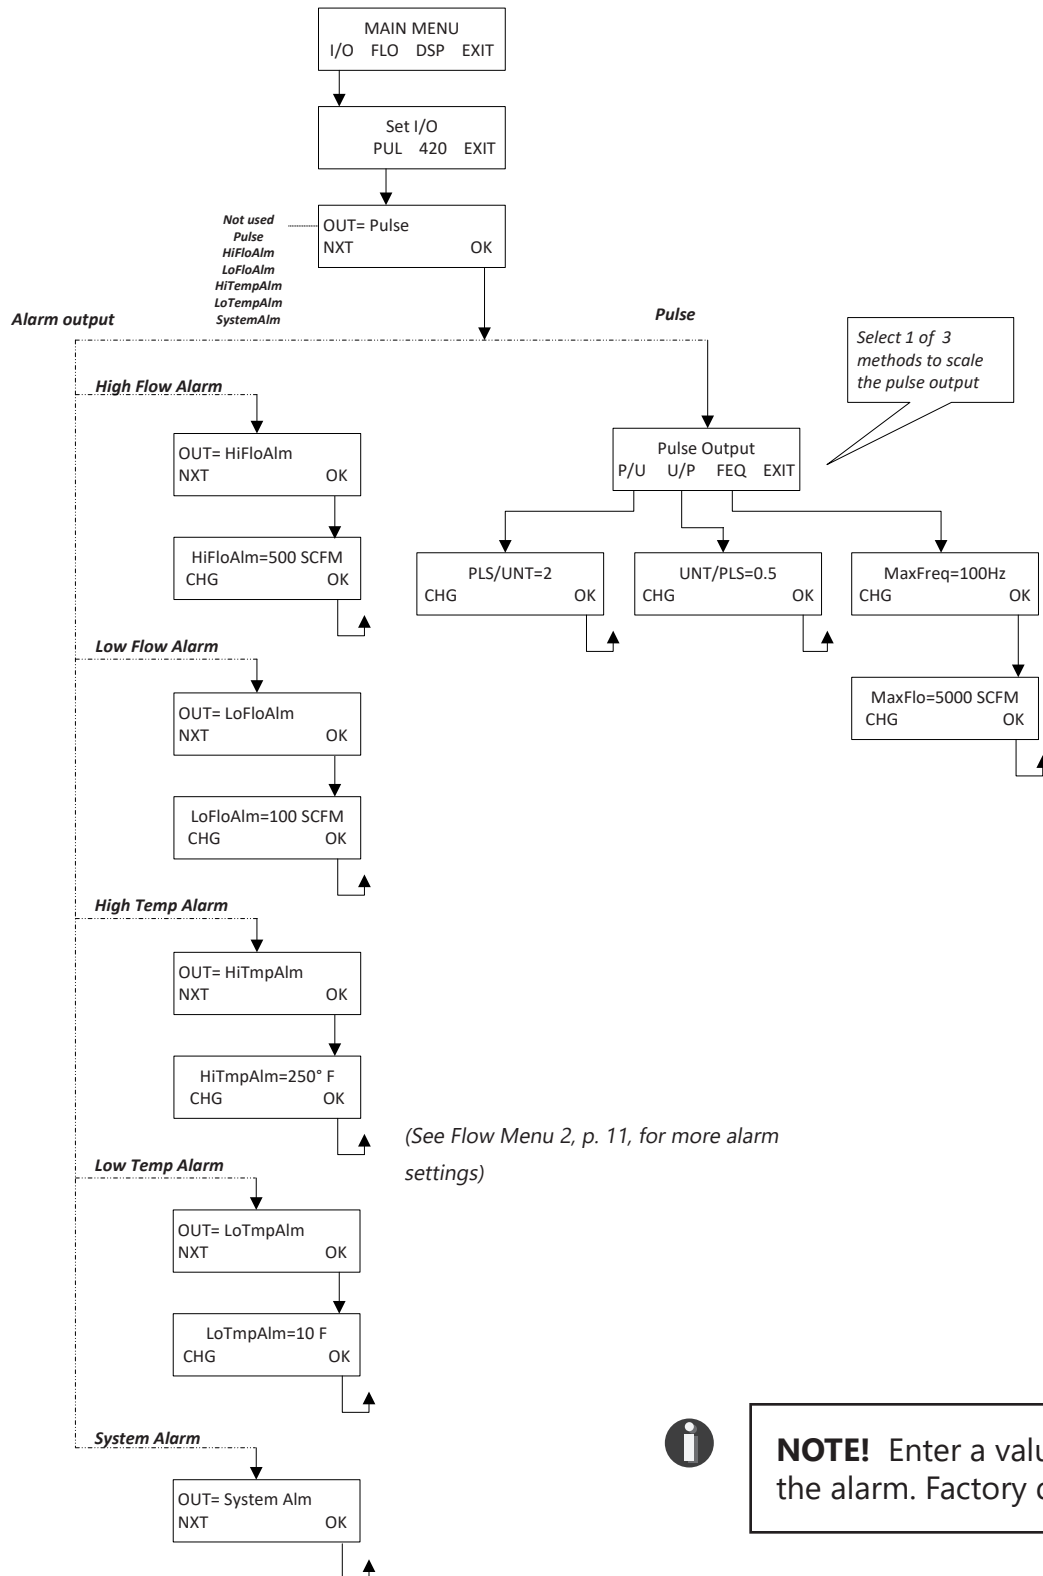 MAIN MENU
I/O FLO DSP EXIT
Set I/O
PUL 420 EXIT
Not used
Pulse
HiFloAlm
LoFloAlm
HiTempAlm
LoTempAlm
SystemAlm
OUT= Pulse
NXT OK
Alarm output
Pulse
Select 1 of 3
methods to scale
the pulse output
High Flow Alarm
OUT= HiFloAlm
NXT OK
HiFloAlm=500 SCFM
CHG OK
Pulse Output
P/U U/P FEQ EXIT
PLS/UNT=2
CHG OK
UNT/PLS=0.5
CHG OK
MaxFreq=100Hz
CHG OK
MaxFlo=5000 SCFM
CHG OK
Low Flow Alarm
OUT= LoFloAlm
NXT OK
LoFloAlm=100 SCFM
CHG OK
High Temp Alarm
OUT= HiTmpAlm
NXT OK
HiTmpAlm=250° F
CHG OK
(See Flow Menu 2, p. 11, for more alarm
settings)
Low Temp Alarm
OUT= LoTmpAlm
NXT OK
LoTmpAlm=10 F
CHG OK
System Alarm
OUT= System Alm
NXT OK
NOTE! Enter a valu
the alarm. Factory